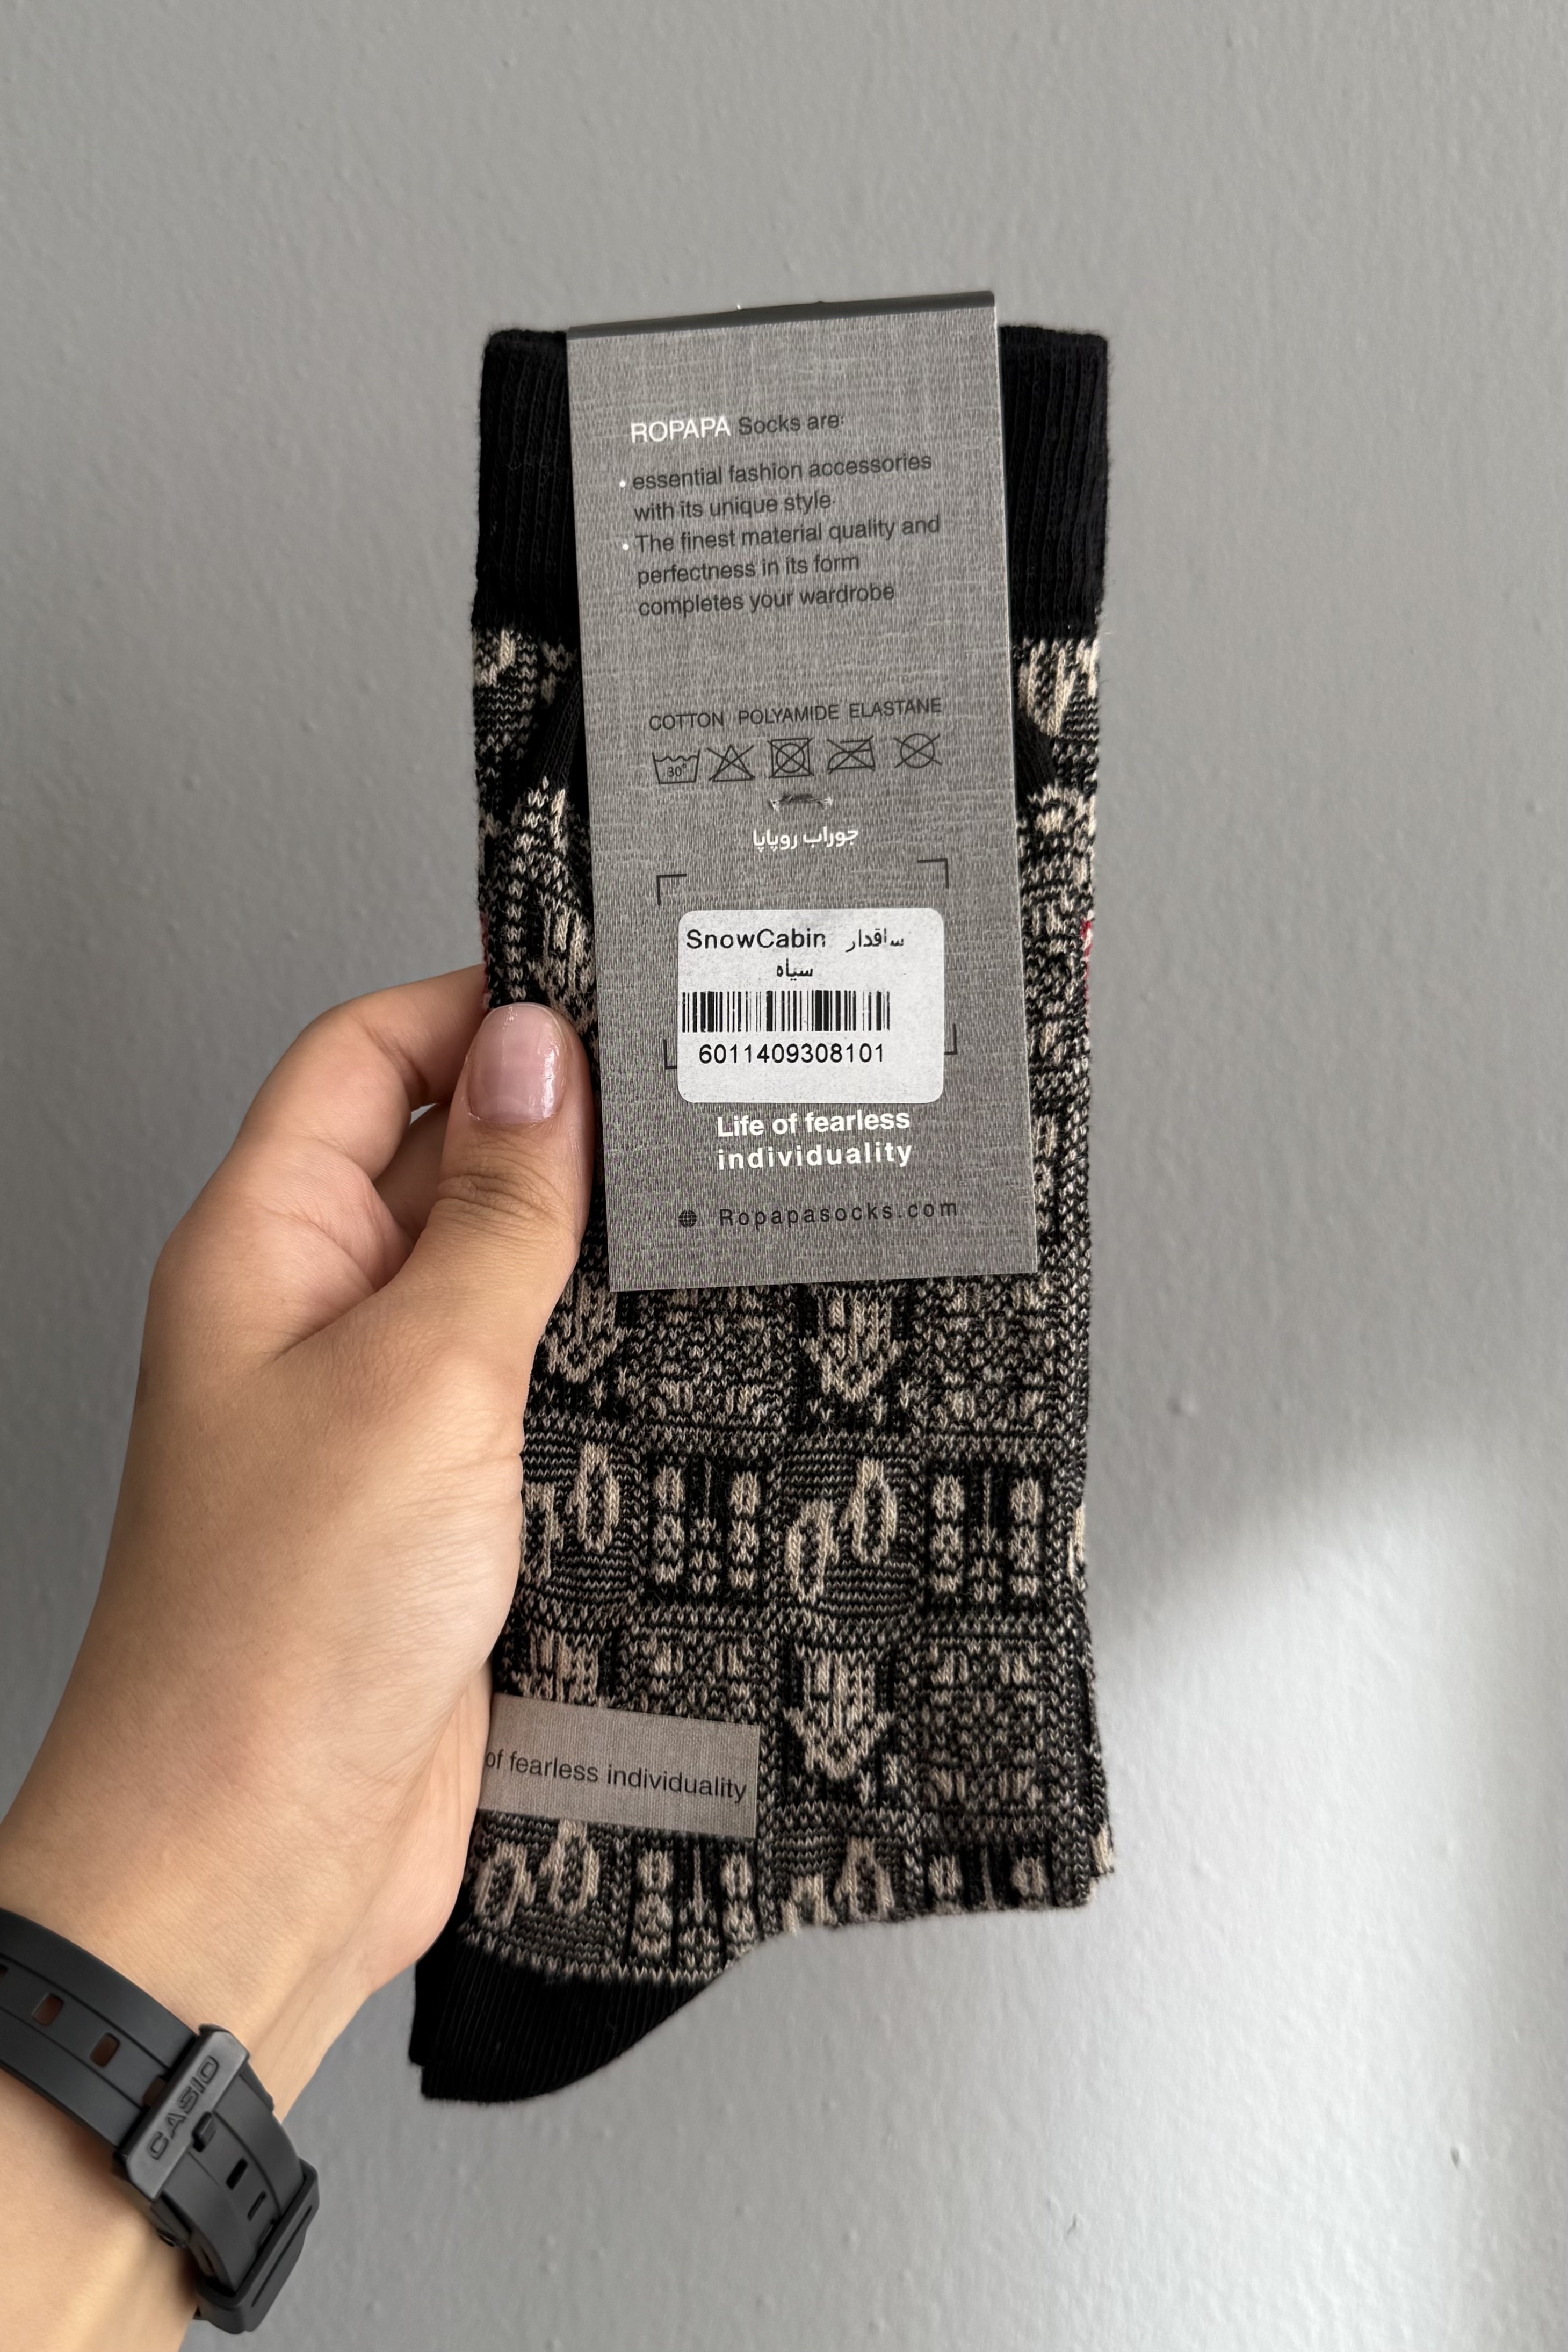 ROPAPA Socks are:
• essential fashion accessories
with its unique style.
• The finest material quality and
perfectness in its form
completes your wardrobe
COTTON POLYAMIDE ELASTANE
30°
جوراب روپاپا
SnowCabin ساقدار
سیاه
6011409308101
Life of fearless
individuality
Ropapasocks.com
of fearless individuality
CASIO